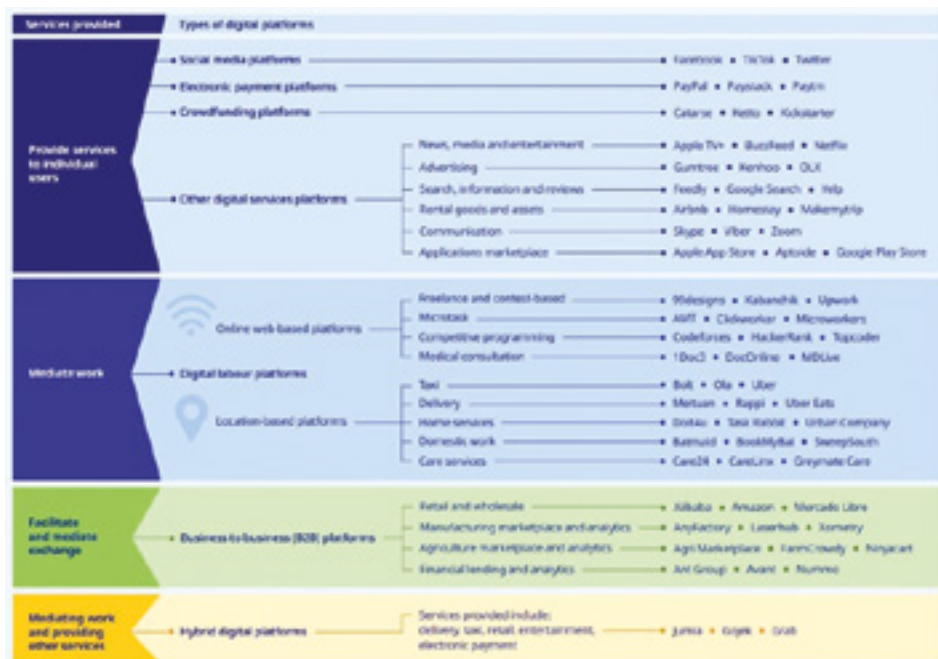 Services provided Types of digital platforms
Social media platforms Facebook • TikTok • Twitter
Electronic payment platforms PayPal • Paystack • Paytm
Crowdfunding platforms Catarse • Ketto • Kickstarter
Provide services
to individual
users
Other digital services platforms
News, media and entertainment Apple TV+ • BuzzFeed • Netflix
Advertising Gumtree • Kenhoo • OLX
Search, information and reviews Feedly • Google Search • Yelp
Rental goods and assets Airbnb • Homestay • Makemytrip
Communication Skype • Viber • Zoom
Applications marketplace Apple App Store • Aptoide • Google Play Store
Mediate work
Digital labour platforms
Online web-based platforms
Freelance and contest-based 99designs • Kabanchik • Upwork
Microtask AMT • Clickworker • Microworkers
Competitive programming Codeforces • HackerRank • Topcoder
Medical consultation 1Doc3 • DocOnline • MDLive
Location-based platforms
Taxi Bolt • Ola • Uber
Delivery Meituan • Rappi • Uber Eats
Home services Task Rabbit • Urban Company
Domestic work Batmaid • BookMyBai • SweepSouth
Care services Care24 • CareLinx • Greymate Care
Facilitate
and mediate
exchange
Business to business (B2B) platforms
Retail and wholesale Alibaba • Amazon • Mercado Libre
Manufacturing marketplace and analytics AnyFactory • Laserhub • Xometry
Agriculture marketplace and analytics Agri Marketplace • FarmCrowdy • Ninjacart
Financial lending and analytics Ant Group • Avant • Nummo
Mediating work
and providing
other services
Hybrid digital platforms
Services provided include:
delivery, taxi, retail, entertainment,
electronic payment
Jumia • Gojek • Grab